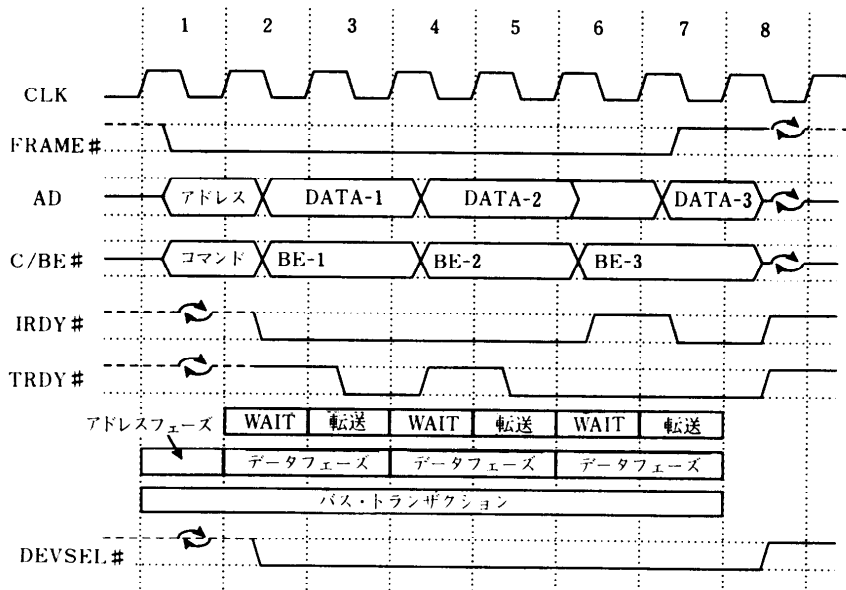 1 2 3 4 5 6 7 8
CLK
FRAME#
AD アドレス DATA-1 DATA-2 DATA-3
C/BE# コマンド BE-1 BE-2 BE-3
IRDY#
TRDY#
アドレスフェーズ WAIT 転送 WAIT 転送 WAIT 転送
データフェーズ データフェーズ データフェーズ
バス・トランザクション
DEVSEL#